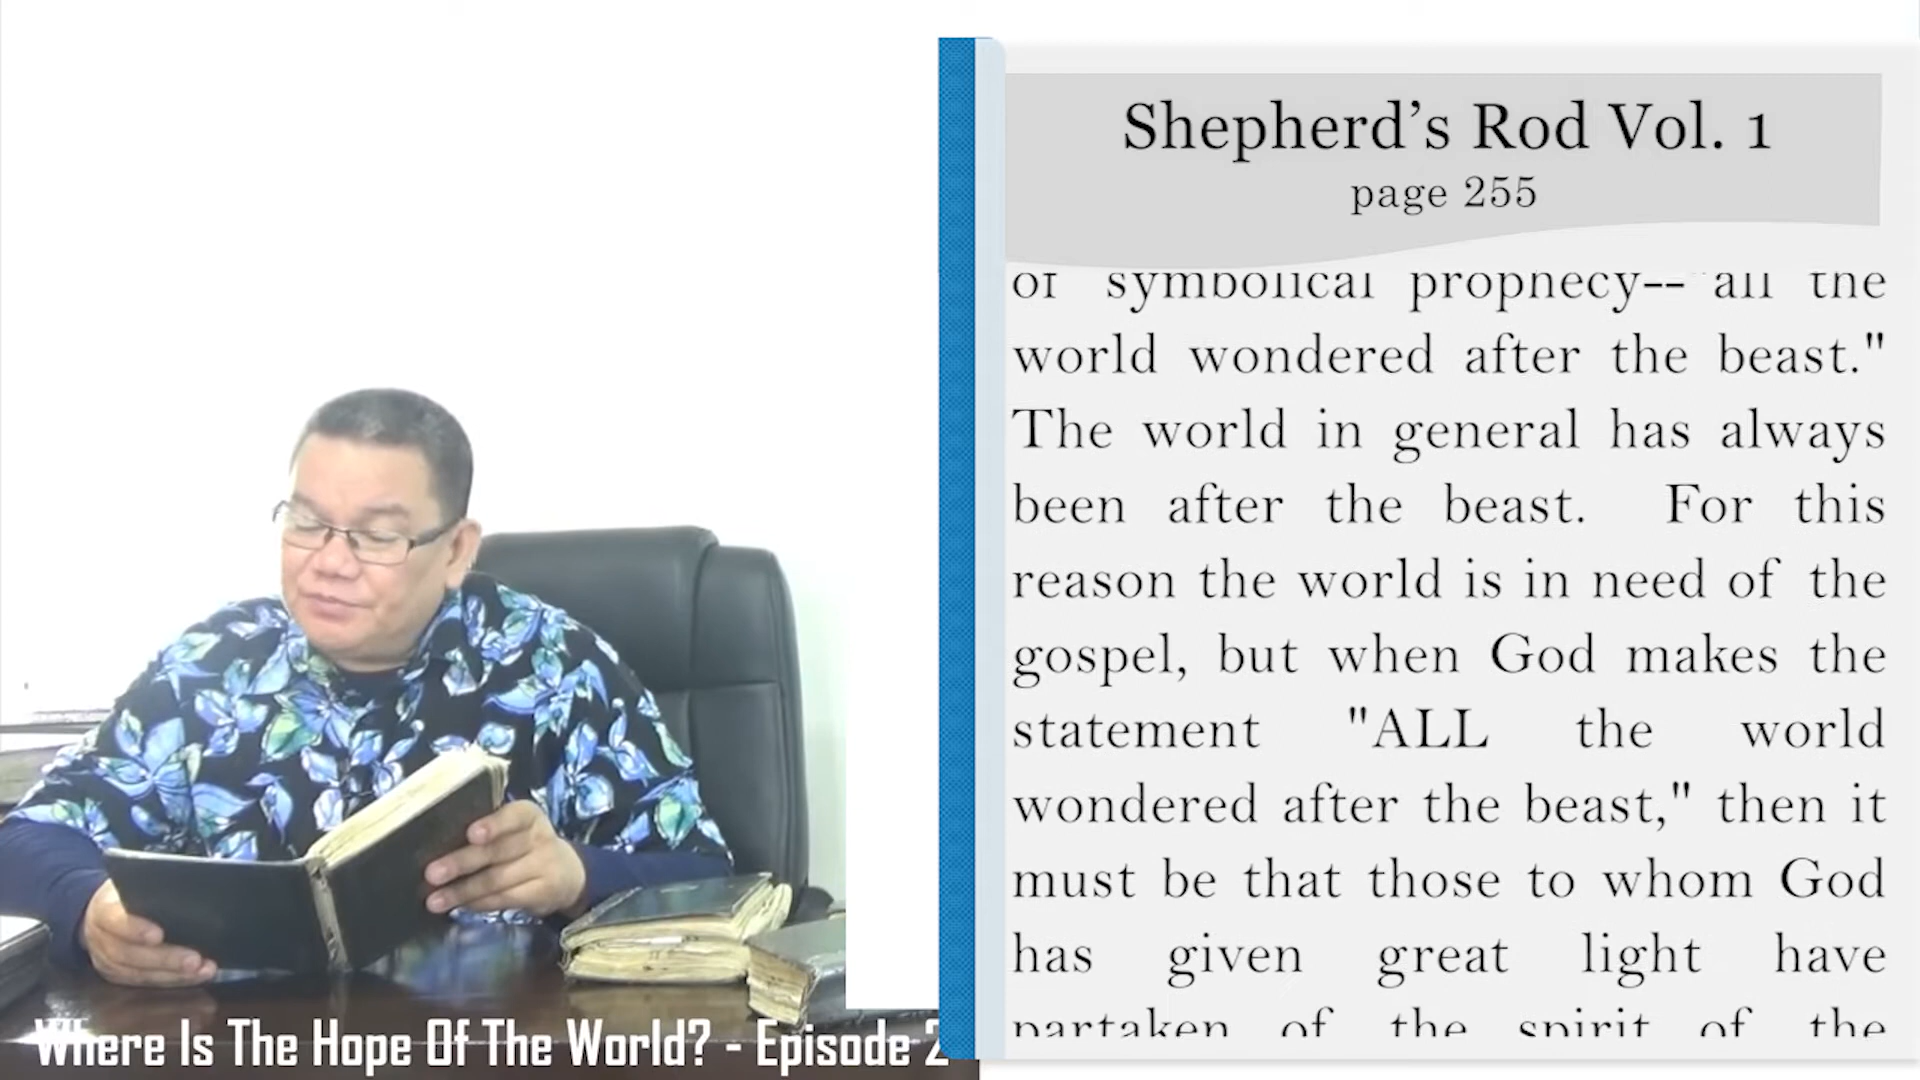 Shepherd's Rod Vol. 1
page 255
of symbolical prophecy-- "all the
world wondered after the beast."
The world in general has always
been after the beast. For this
reason the world is in need of the
gospel, but when God makes the
statement "ALL the world
wondered after the beast," then it
must be that those to whom God
has given great light have
partaken of the spirit of the
Where Is The Hope Of The World? - Episode 2